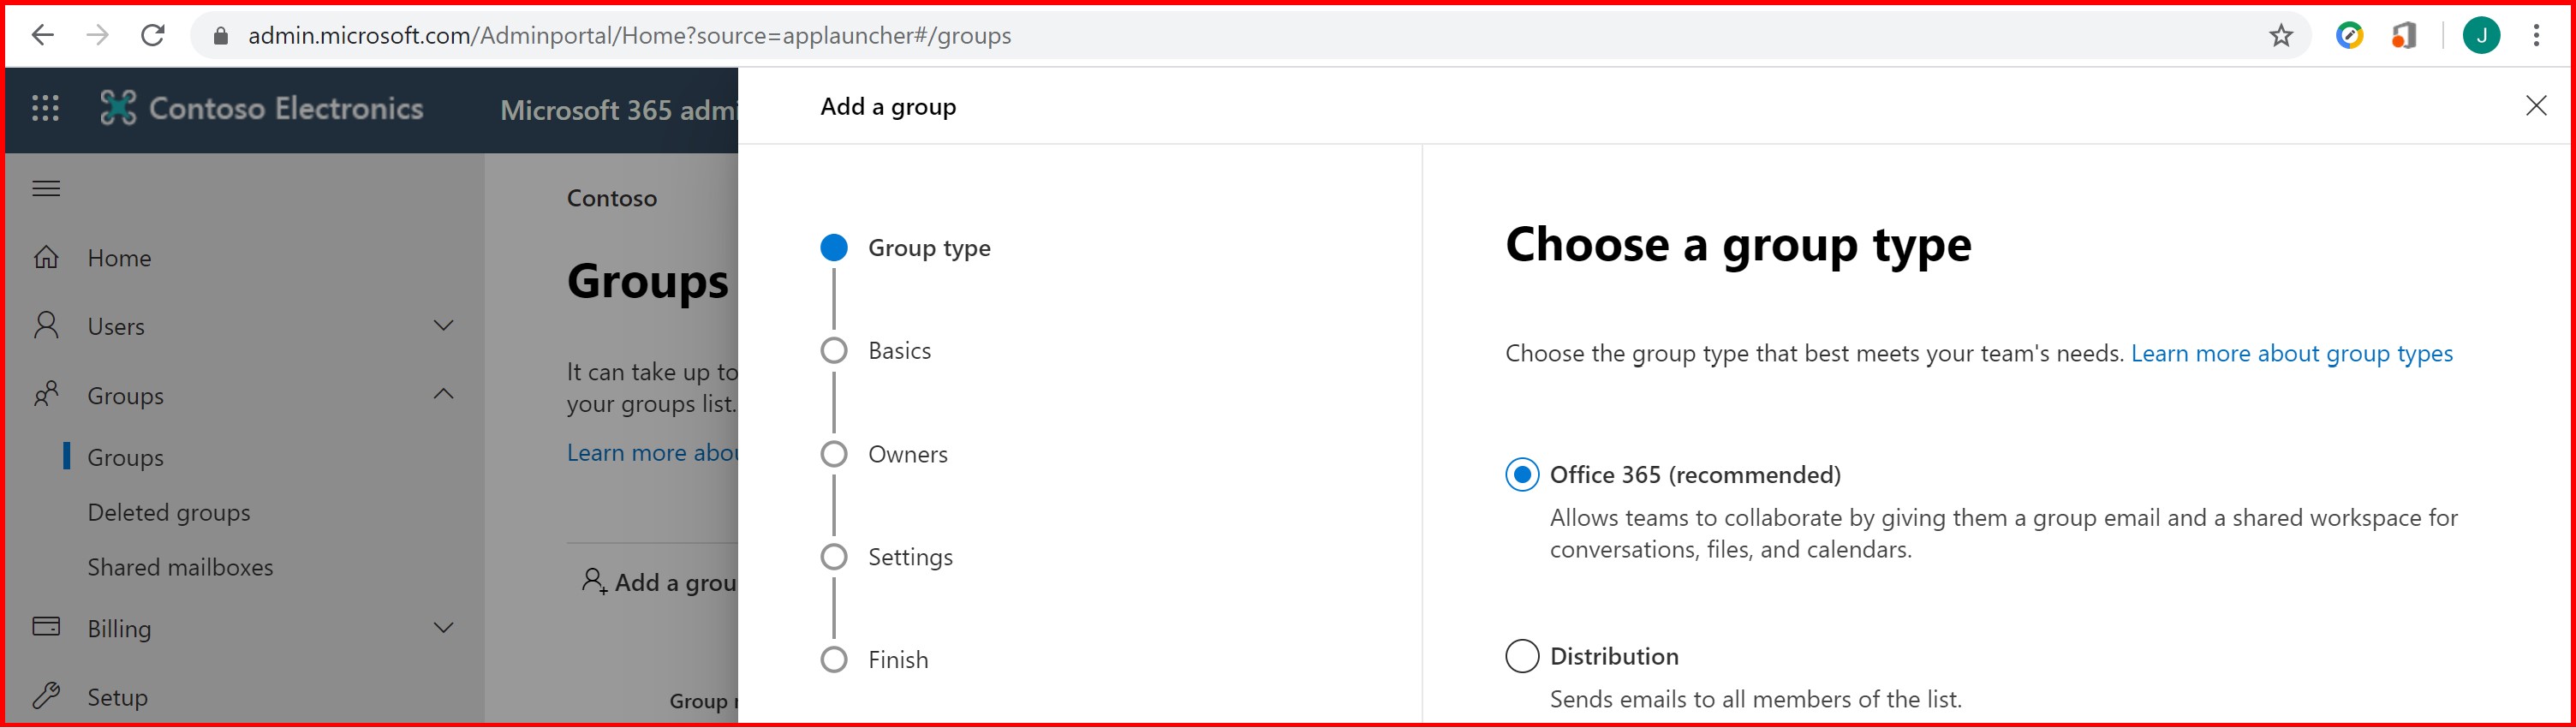 admin.microsoft.com/Adminportal/Home?source=applauncher#/groups
J
Contoso Electronics
Microsoft 365 admi
Home
Users
Groups
Groups
Deleted groups
Shared mailboxes
Billing
Setup
Contoso
Groups
It can take up to
your groups list.
Learn more abou
Add a grou
Group
Add a group
Group type
Basics
Owners
Settings
Finish
Choose a group type
Choose the group type that best meets your team's needs. Learn more about group types
Office 365 (recommended)
Allows teams to collaborate by giving them a group email and a shared workspace for
conversations, files, and calendars.
Distribution
Sends emails to all members of the list.